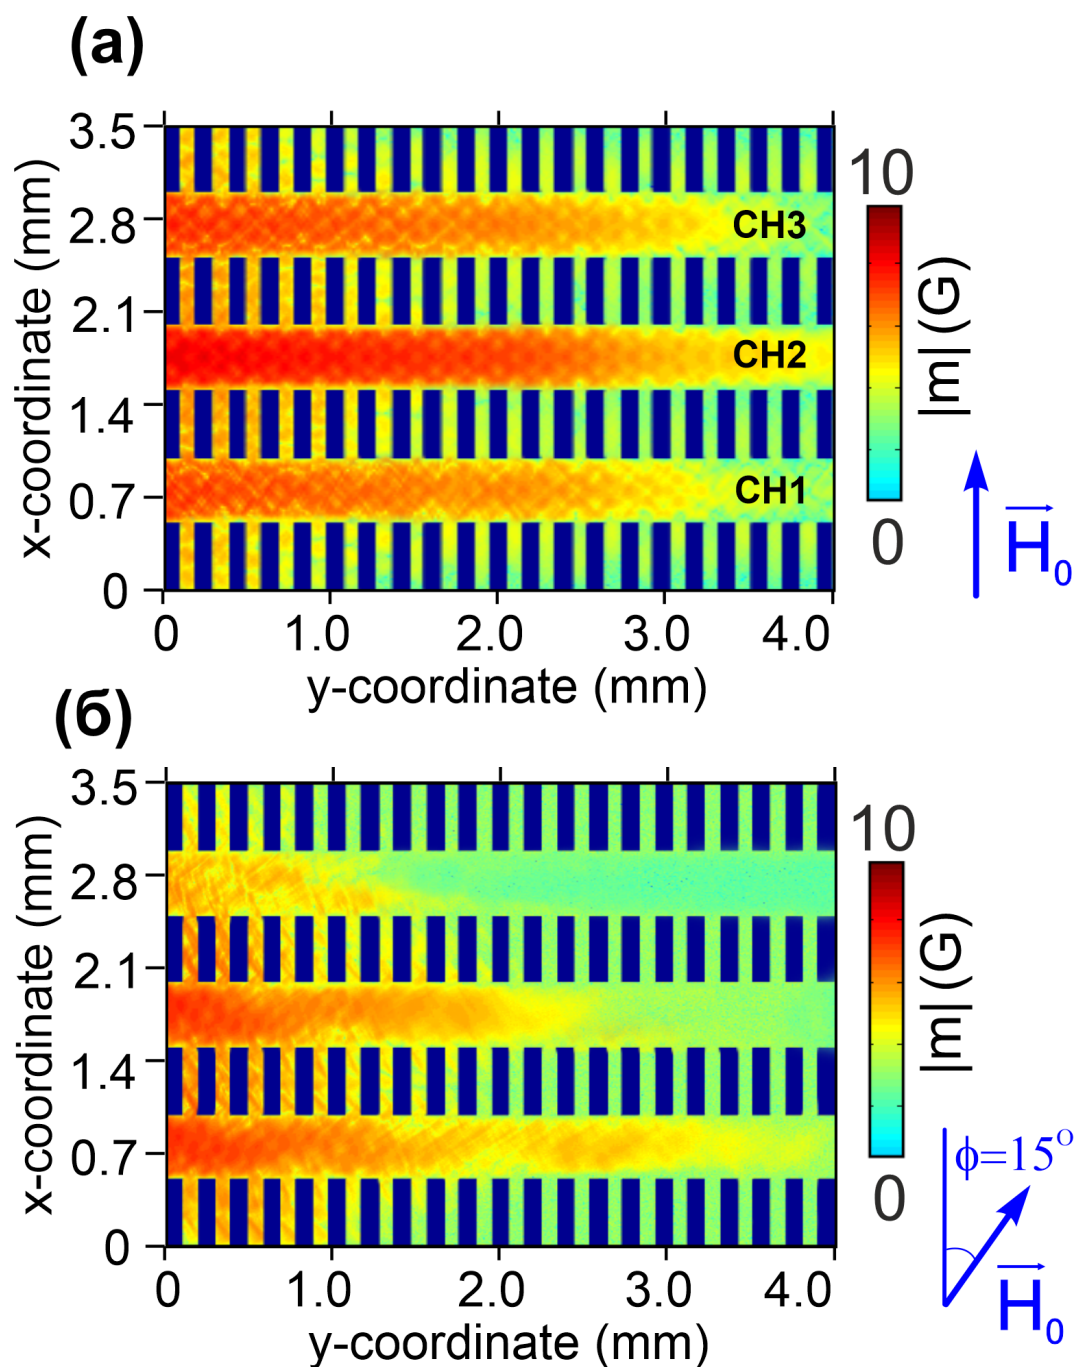 (а)
3.5
2.8
2.1
1.4
0.7
0
x-coordinate (mm)
CH3
CH2
CH1
0
1.0
2.0
3.0
4.0
y-coordinate (mm)
10
0
|m| (G)
H₀
(б)
3.5
2.8
2.1
1.4
0.7
0
x-coordinate (mm)
0
1.0
2.0
3.0
4.0
y-coordinate (mm)
10
0
|m| (G)
ϕ=15°
H₀